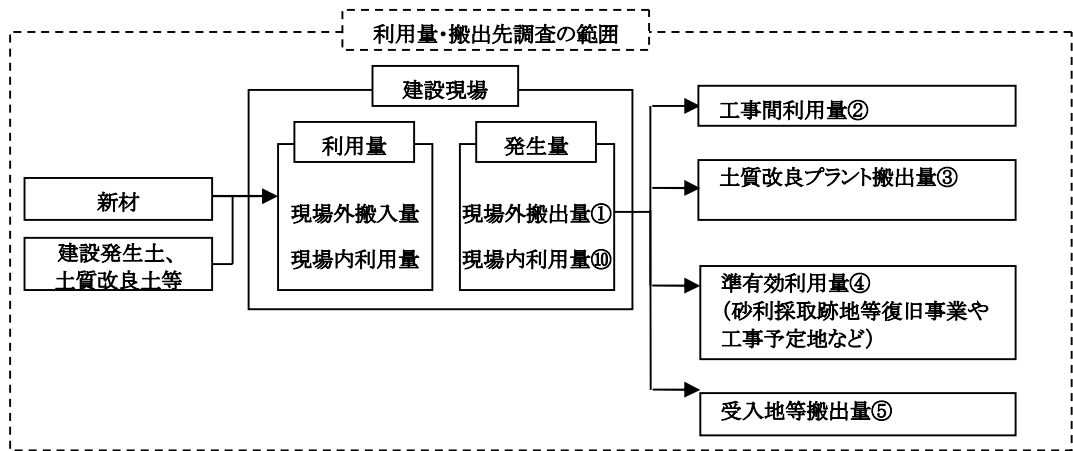 利用量・搬出先調査の範囲
建設現場
利用量
発生量
新材
建設発生土、
土質改良土等
現場外搬入量
現場内利用量
現場外搬出量①
現場内利用量⑩
工事間利用量②
土質改良プラント搬出量③
準有効利用量④
（砂利採取跡地等復旧事業や
工事予定地など）
受入地等搬出量⑤